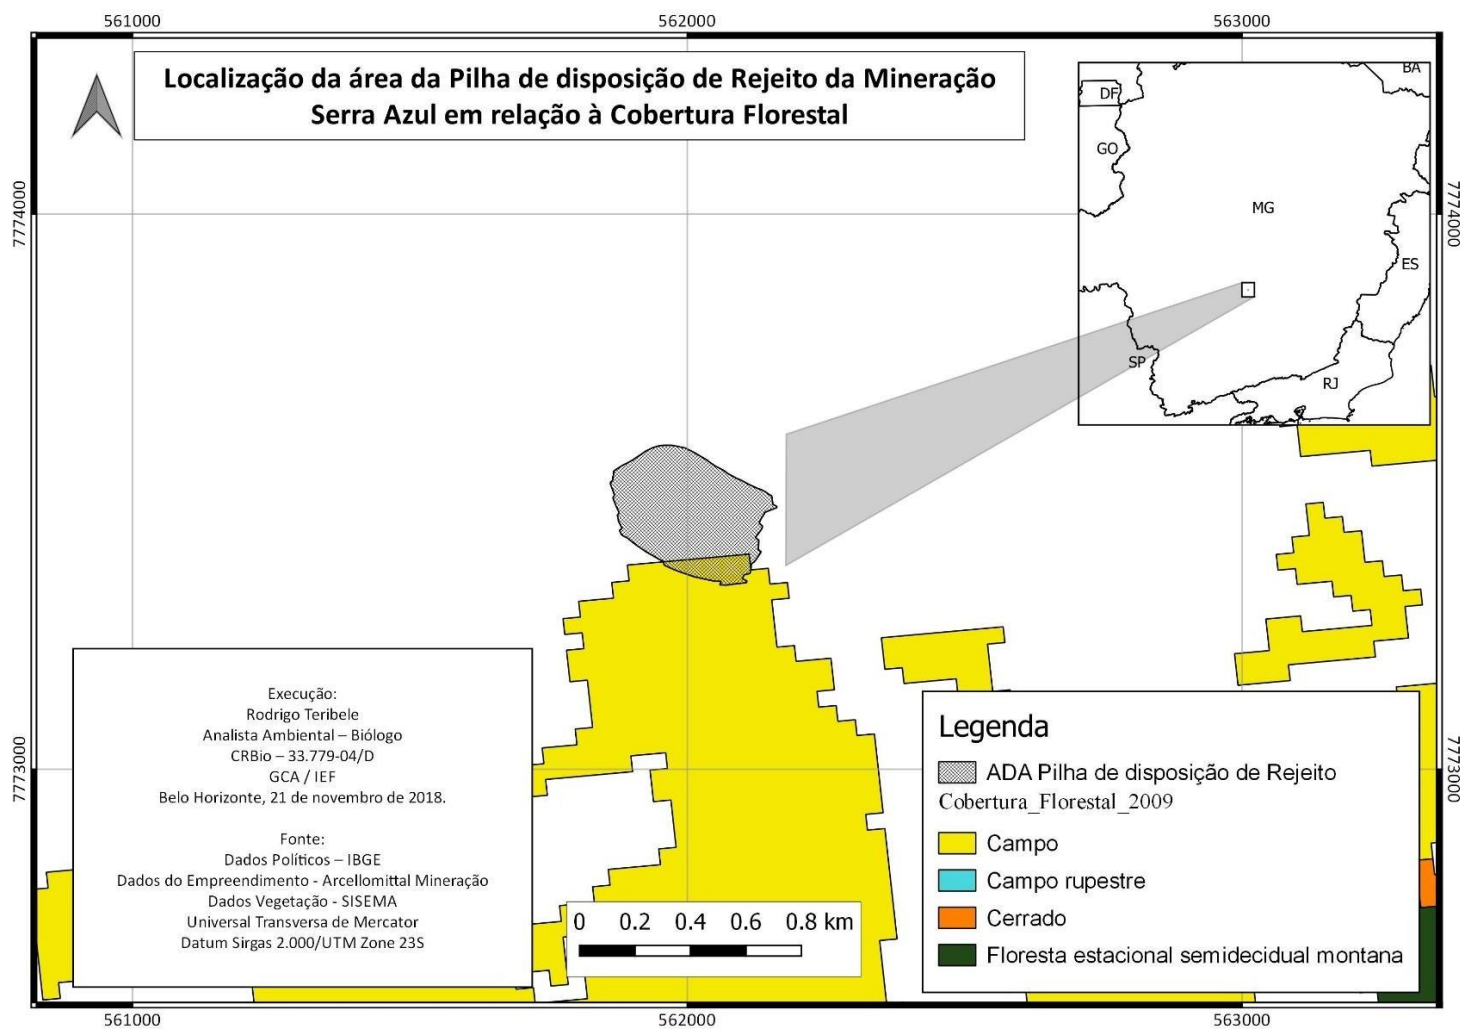 561000
562000
563000
Localização da área da Pilha de disposição de Rejeito da Mineração
Serra Azul em relação à Cobertura Florestal
BA
DF
GO
MG
ES
SP
RJ
7774000
7774000
7773000
7773000
Execução:
Rodrigo Teribele
Analista Ambiental – Biólogo
CRBio – 33.779-04/D
GCA / IEF
Belo Horizonte, 21 de novembro de 2018.
Fonte:
Dados Políticos – IBGE
Dados do Empreendimento - Arcellomittal Mineração
Dados Vegetação - SISEMA
Universal Transversa de Mercator
Datum Sirgas 2.000/UTM Zone 23S
0 0.2 0.4 0.6 0.8 km
Legenda
ADA Pilha de disposição de Rejeito
Cobertura_Florestal_2009
Campo
Campo rupestre
Cerrado
Floresta estacional semidecidual montana
561000
562000
563000